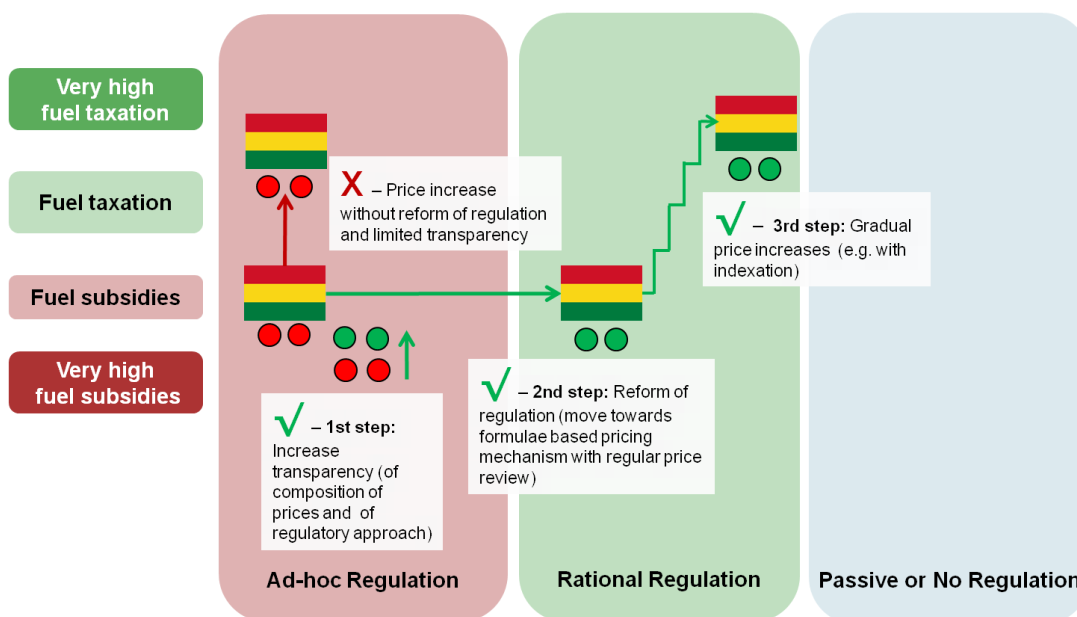 Very high
fuel taxation
Fuel taxation
Fuel subsidies
Very high
fuel subsidies
X – Price increase
without reform of regulation
and limited transparency
√ – 3rd step: Gradual
price increases (e.g. with
indexation)
√ – 1st step:
Increase
transparency (of
composition of
prices and of
regulatory approach)
√ – 2nd step: Reform of
regulation (move towards
formulae based pricing
mechanism with regular price
review)
Ad-hoc Regulation
Rational Regulation
Passive or No Regulation